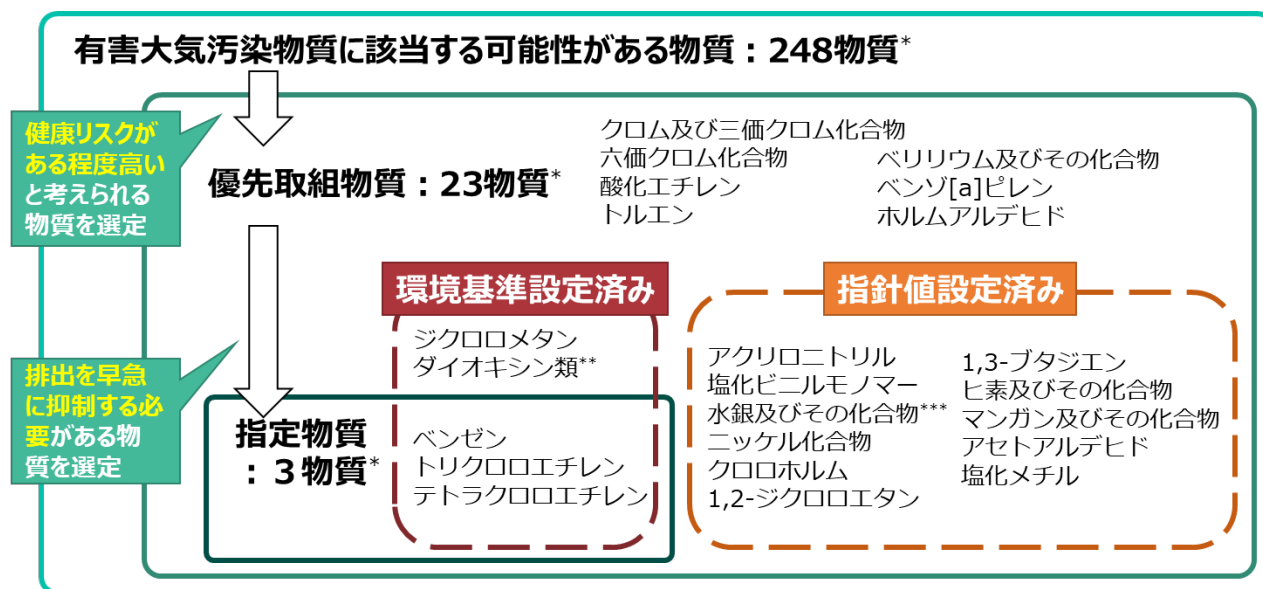 有害大気汚染物質に該当する可能性がある物質：248物質*
健康リスクが
ある程度高い
と考えられる
物質を選定
優先取組物質：23物質*
クロム及び三価クロム化合物
六価クロム化合物
酸化エチレン
トルエン
ベリリウム及びその化合物
ベンゾ[a]ピレン
ホルムアルデヒド
環境基準設定済み
ジクロロメタン
ダイオキシン類**
指針値設定済み
アクリロニトリル
塩化ビニルモノマー
水銀及びその化合物***
ニッケル化合物
クロロホルム
1,2-ジクロロエタン
1,3-ブタジエン
ヒ素及びその化合物
マンガン及びその化合物
アセトアルデヒド
塩化メチル
排出を早急
に抑制する必
要がある物
質を選定
指定物質
：３物質*
ベンゼン
トリクロロエチレン
テトラクロロエチレン